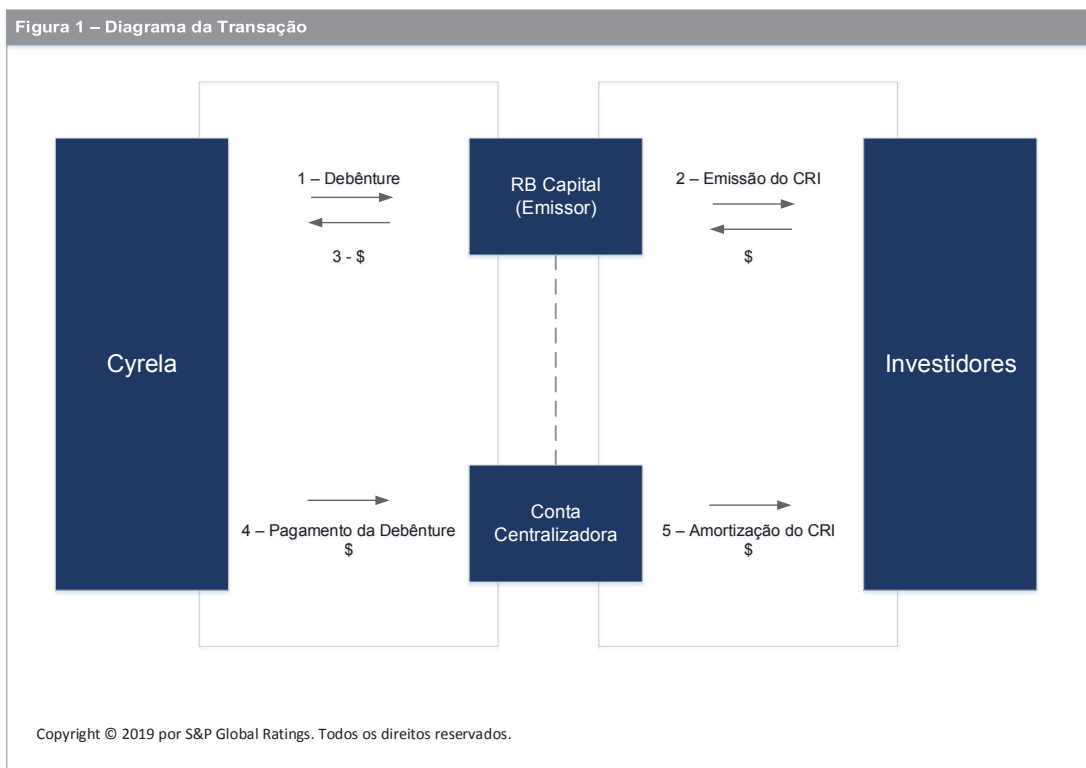 Figura 1 – Diagrama da Transação
Cyrela
1 – Debênture
3 - $
RB Capital
(Emissor)
2 – Emissão do CRI
$
Investidores
4 – Pagamento da Debênture
$
Conta
Centralizadora
5 – Amortização do CRI
$
Copyright © 2019 por S&P Global Ratings. Todos os direitos reservados.